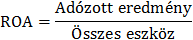 ROA = Adózott eredmény
Összes eszköz